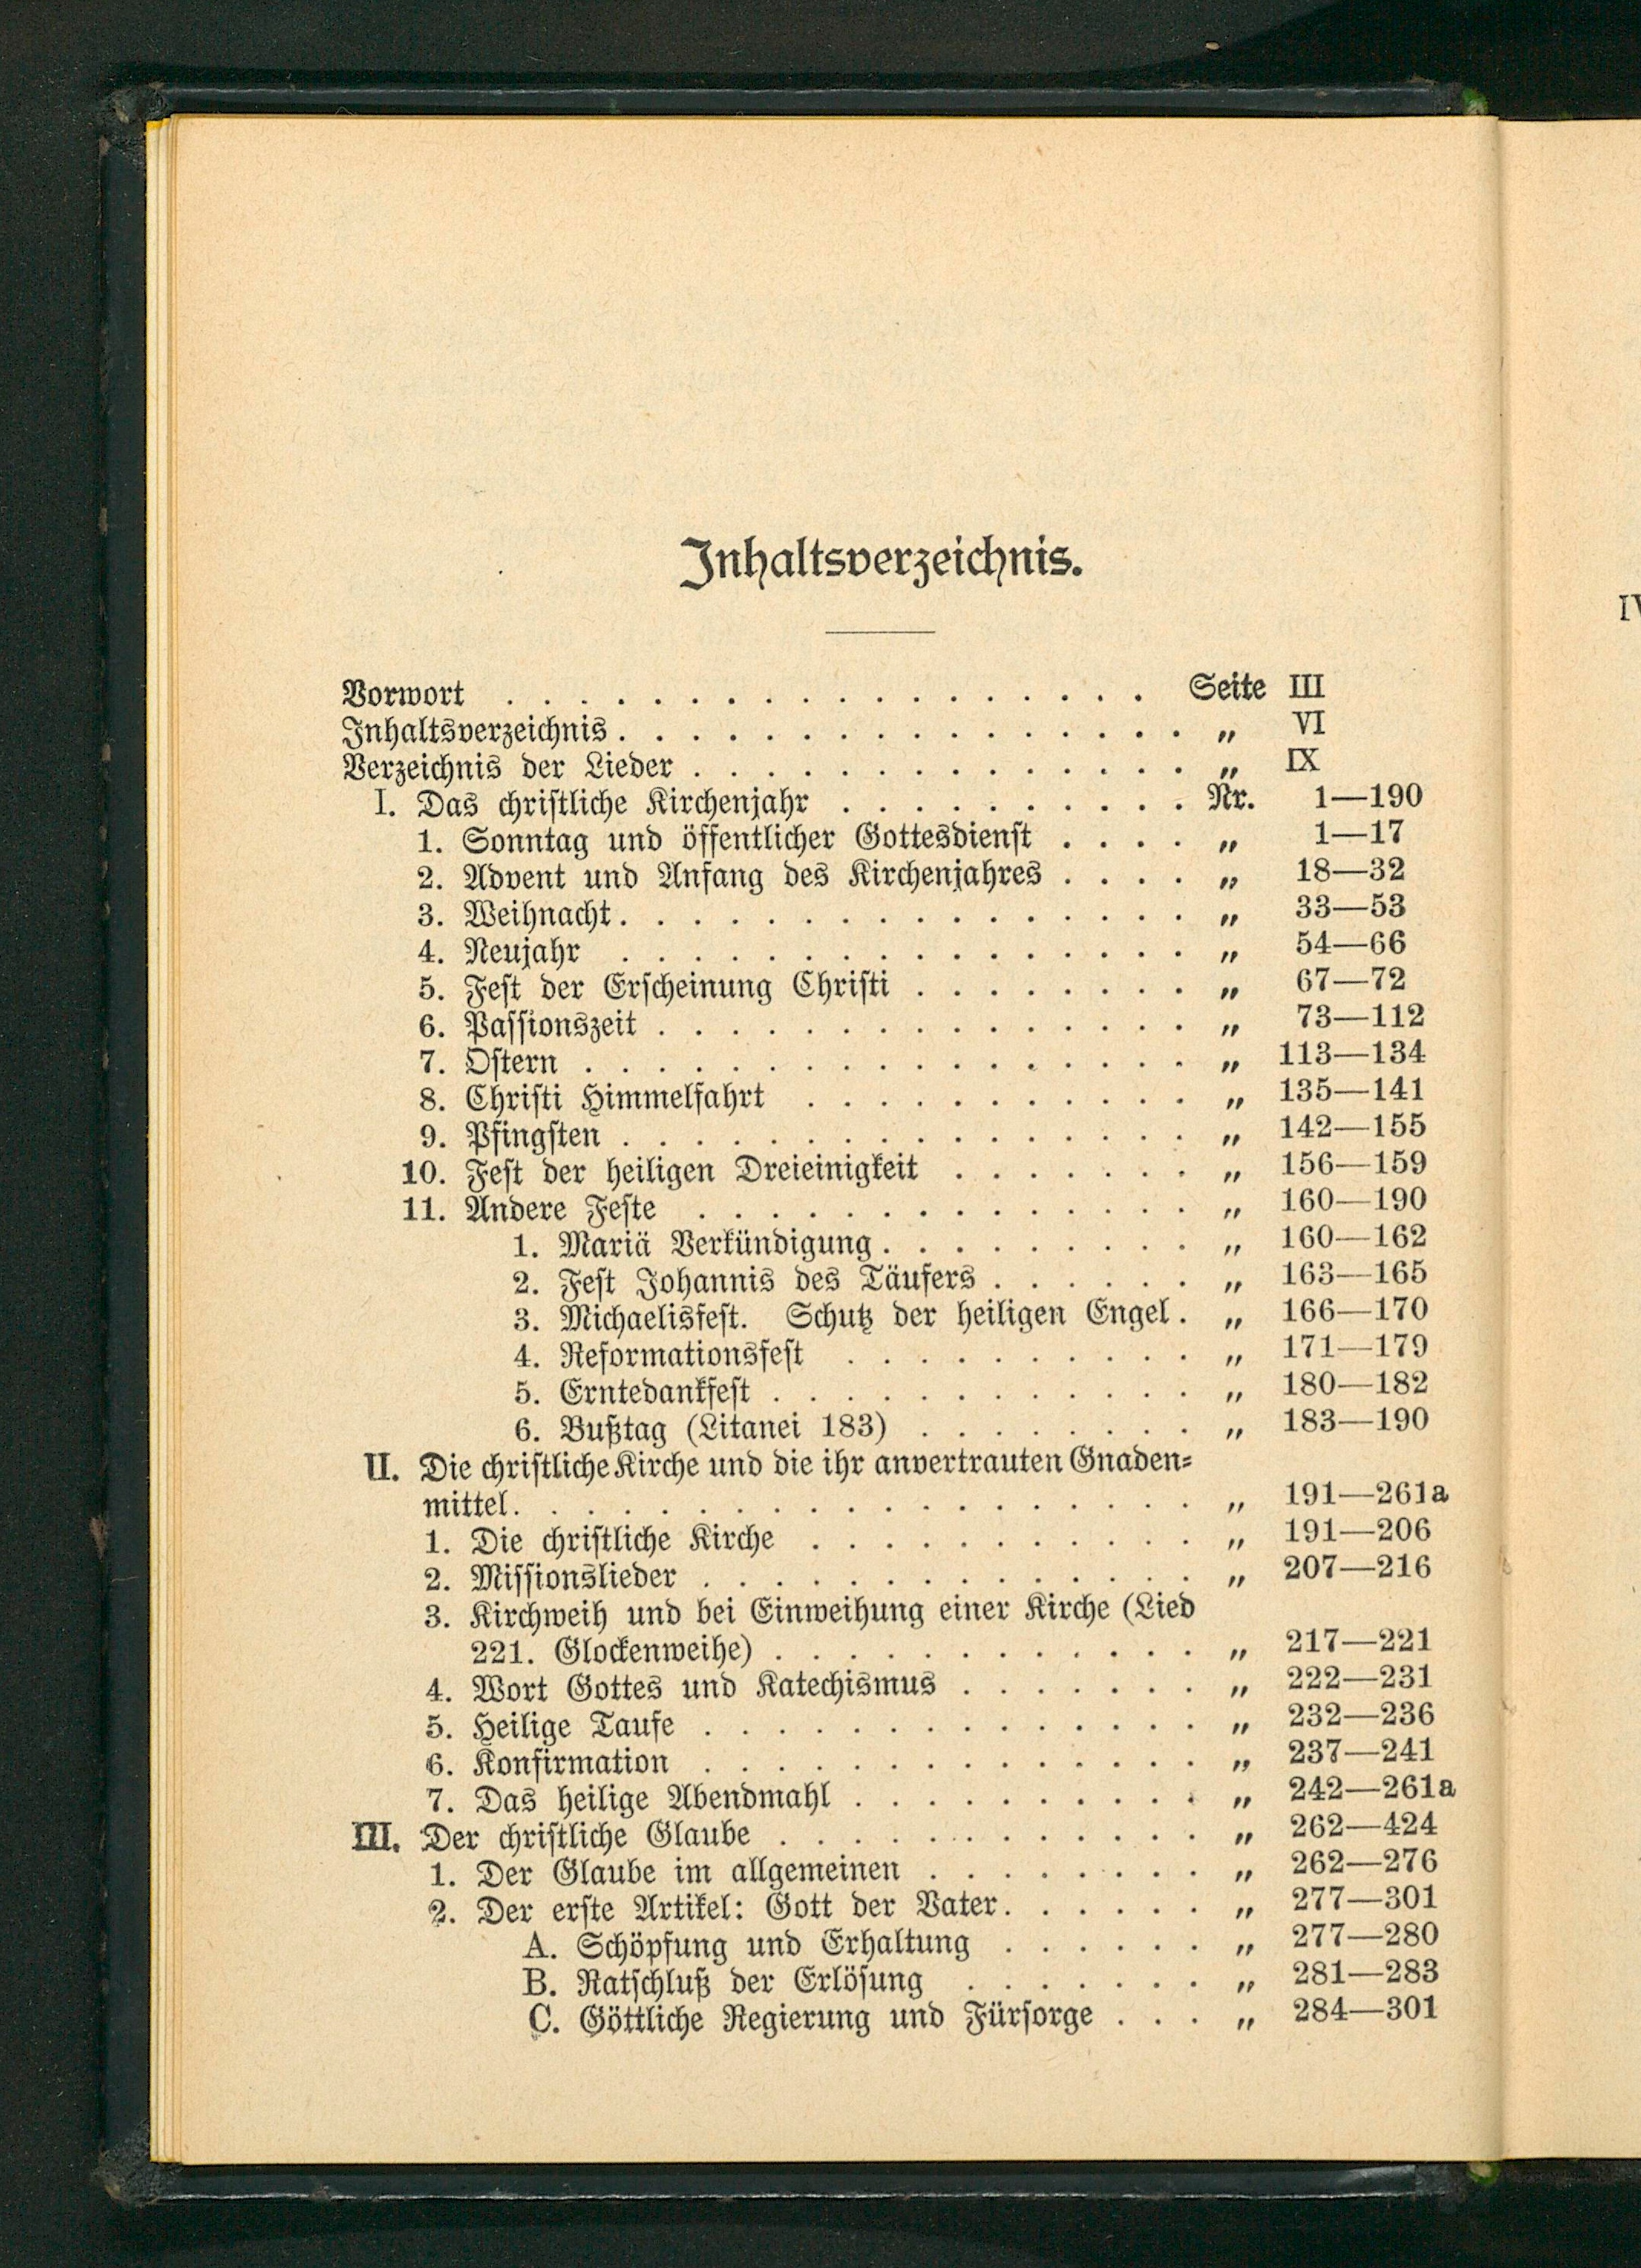 Inhaltsverzeichnis.
Vorwort . . . . . . . . . . . . . . . . . . Seite III
Inhaltsverzeichnis . . . . . . . . . . . . . . . . „ VI
Verzeichnis der Lieder . . . . . . . . . . . . . . „ IX
I. Das christliche Kirchenjahr . . . . . . . . . . Nr. 1—190
1. Sonntag und öffentlicher Gottesdienst . . . . „ 1—17
2. Advent und Anfang des Kirchenjahres . . . . „ 18—32
3. Weihnacht . . . . . . . . . . . . . . . . „ 33—53
4. Neujahr . . . . . . . . . . . . . . . . „ 54—66
5. Fest der Erscheinung Christi . . . . . . . . „ 67—72
6. Passionszeit . . . . . . . . . . . . . . . „ 73—112
7. Ostern . . . . . . . . . . . . . . . . . „ 113—134
8. Christi Himmelfahrt . . . . . . . . . . . „ 135—141
9. Pfingsten . . . . . . . . . . . . . . . . „ 142—155
10. Fest der heiligen Dreieinigkeit . . . . . . . „ 156—159
11. Andere Feste . . . . . . . . . . . . . . „ 160—190
1. Mariä Verkündigung . . . . . . . . . „ 160—162
2. Fest Johannis des Täufers . . . . . . „ 163—165
3. Michaelisfest. Schutz der heiligen Engel . „ 166—170
4. Reformationsfest . . . . . . . . . . „ 171—179
5. Erntedankfest . . . . . . . . . . . . „ 180—182
6. Bußtag (Litanei 183) . . . . . . . . „ 183—190
II. Die christliche Kirche und die ihr anvertrauten Gnaden-
mittel . . . . . . . . . . . . . . . . . . . „ 191—261a
1. Die christliche Kirche . . . . . . . . . . . „ 191—206
2. Missionslieder . . . . . . . . . . . . . . „ 207—216
3. Kirchweih und bei Einweihung einer Kirche (Lied
221. Glockenweihe) . . . . . . . . . . . . „ 217—221
4. Wort Gottes und Katechismus . . . . . . . „ 222—231
5. Heilige Taufe . . . . . . . . . . . . . . „ 232—236
6. Konfirmation . . . . . . . . . . . . . . „ 237—241
7. Das heilige Abendmahl . . . . . . . . . . „ 242—261a
III. Der christliche Glaube . . . . . . . . . . . . „ 262—424
1. Der Glaube im allgemeinen . . . . . . . . „ 262—276
2. Der erste Artikel: Gott der Vater . . . . . . „ 277—301
A. Schöpfung und Erhaltung . . . . . . „ 277—280
B. Ratschluß der Erlösung . . . . . . . „ 281—283
C. Göttliche Regierung und Fürsorge . . . „ 284—301